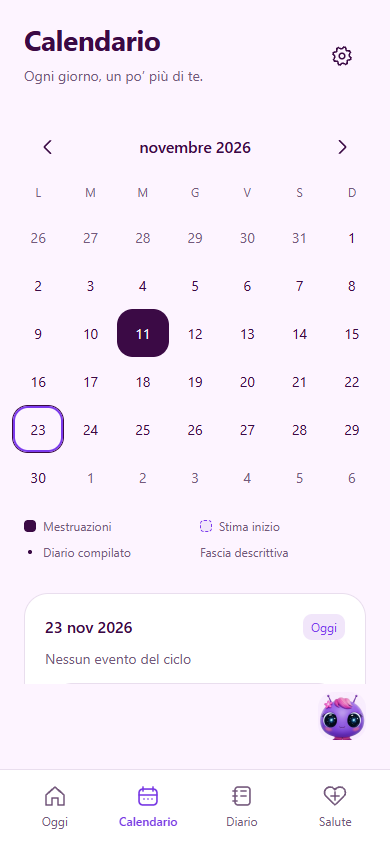 Calendario
Ogni giorno, un po’ più di te.
novembre 2026
L M M G V S D
26 27 28 29 30 31 1
2 3 4 5 6 7 8
9 10 11 12 13 14 15
16 17 18 19 20 21 22
23 24 25 26 27 28 29
30 1 2 3 4 5 6
Mestruazioni Stima inizio
Diario compilato Fascia descrittiva
23 nov 2026 Oggi
Nessun evento del ciclo
Oggi Calendario Diario Salute